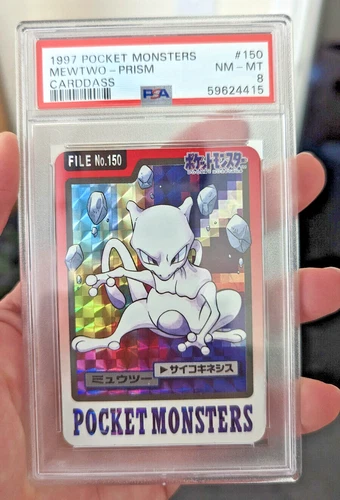 1997 POCKET MONSTERS #150
MEWTWO-PRISM NM-MT
CARDDASS 8
PSA 59624415
FILE No.150
ポケットモンスター
▶サイコキネシス
ミュウツー
POCKET MONSTERS